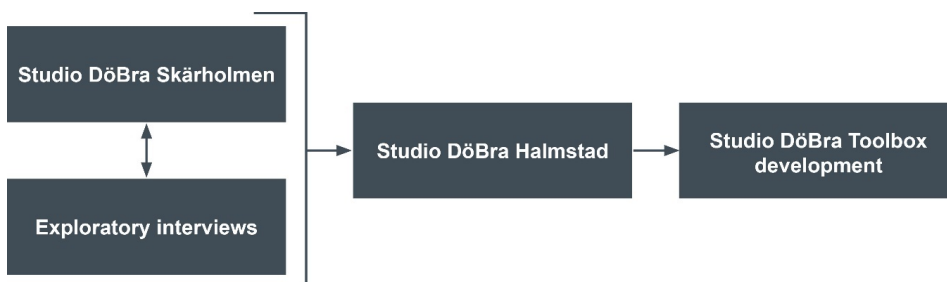 Studio DöBra Skärholmen
Exploratory interviews
Studio DöBra Halmstad
Studio DöBra Toolbox
development